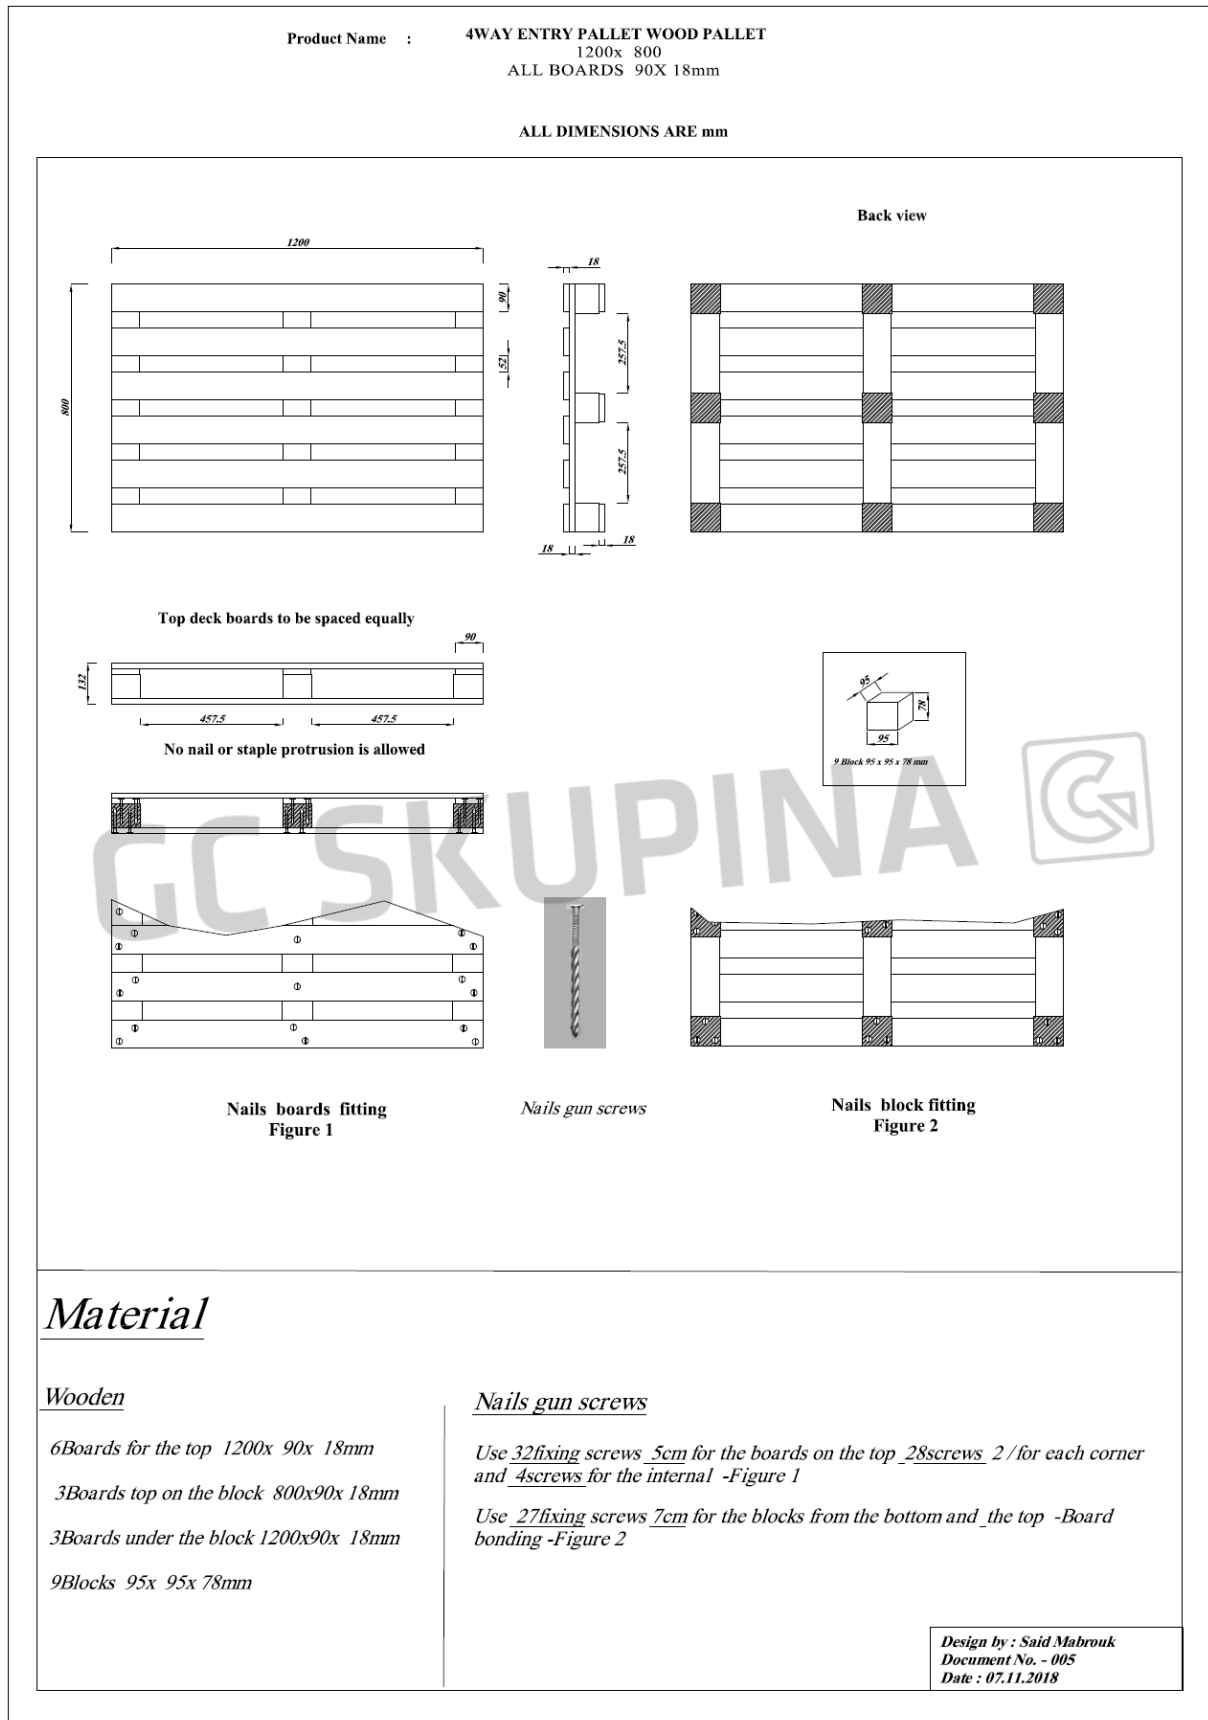 Product Name : 4WAY ENTRY PALLET WOOD PALLET
1200x 800
ALL BOARDS 90X 18mm
ALL DIMENSIONS ARE mm
Back view
1200
18
90
52
800
257.5
257.5
18
18
Top deck boards to be spaced equally
90
132
457.5
457.5
No nail or staple protrusion is allowed
95
78
95
9 Block 95 x 95 x 78 mm
GC SKUPINA
Nails boards fitting
Figure 1
Nails gun screws
Nails block fitting
Figure 2
Material
Wooden
6Boards for the top 1200x 90x 18mm
3Boards top on the block 800x90x 18mm
3Boards under the block 1200x90x 18mm
9Blocks 95x 95x 78mm
Nails gun screws
Use 32fixing screws 5cm for the boards on the top 28screws 2 / for each corner
and 4screws for the internal -Figure 1
Use 27fixing screws 7cm for the blocks from the bottom and the top -Board
bonding -Figure 2
Design by : Said Mabrouk
Document No. - 005
Date : 07.11.2018